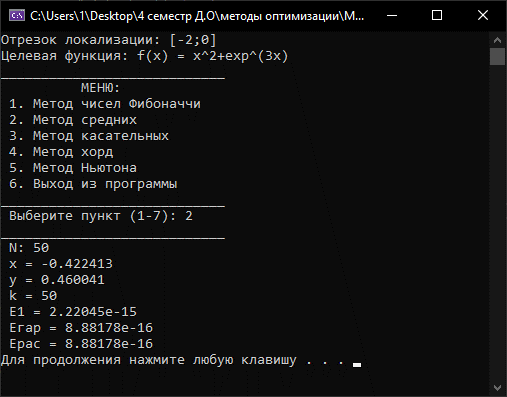 C:\Users\1\Desktop\4 семестр Д.О\методы оптимизации\М...
Отрезок локализации: [-2;0]
Целевая функция: f(x) = x^2+exp^(3x)
____________________________
МЕНЮ:
1. Метод чисел Фибоначчи
2. Метод средних
3. Метод касательных
4. Метод хорд
5. Метод Ньютона
6. Выход из программы
____________________________
Выберите пункт (1-7): 2
____________________________
N: 50
x = -0.422413
y = 0.460041
k = 50
E1 = 2.22045e-15
Eгар = 8.88178e-16
Eрас = 8.88178e-16
Для продолжения нажмите любую клавишу . . .